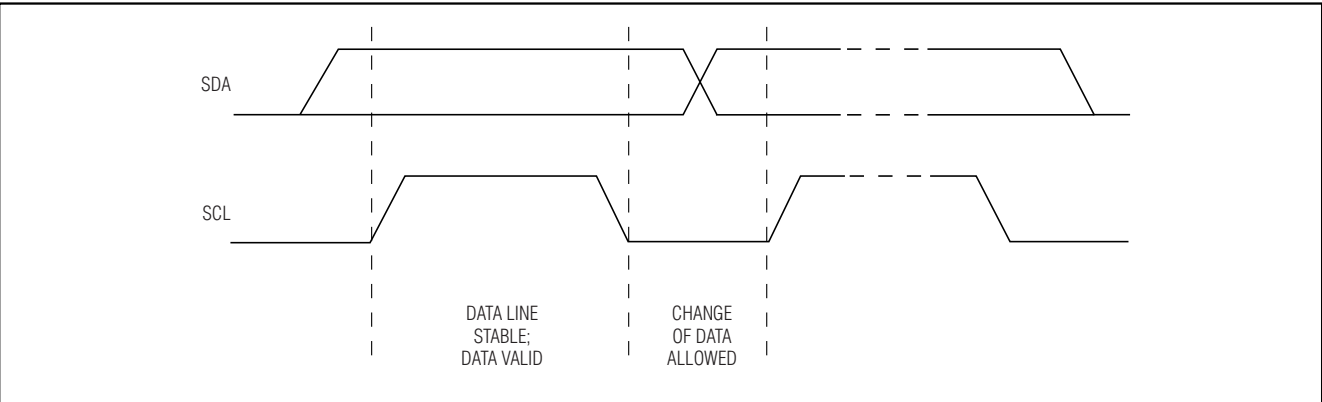 SDA
SCL
DATA LINE
STABLE;
DATA VALID
CHANGE
OF DATA
ALLOWED